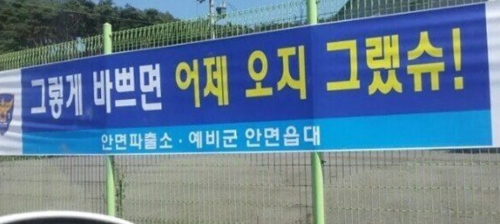 그렇게 바쁘면 어제 오지 그랬슈!
안면파출소 · 예비군 안면읍대